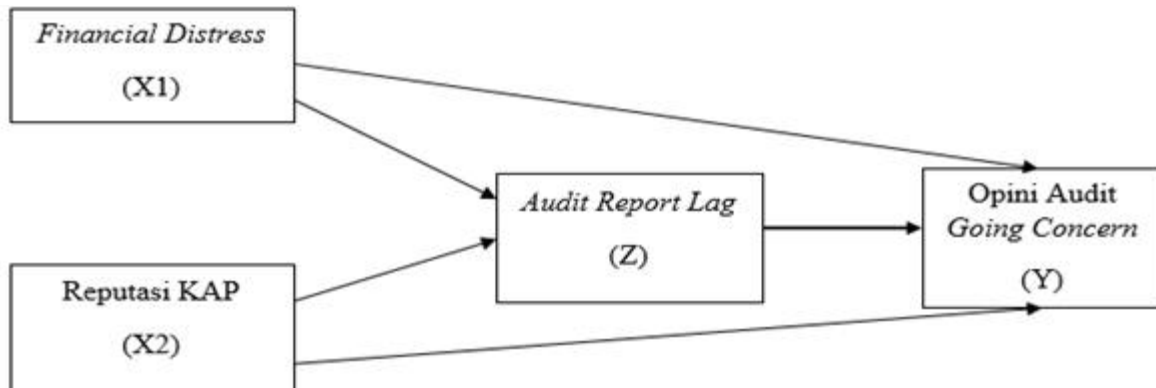 Financial Distress
(X1)
Audit Report Lag
(Z)
Opini Audit
Going Concern
(Y)
Reputasi KAP
(X2)